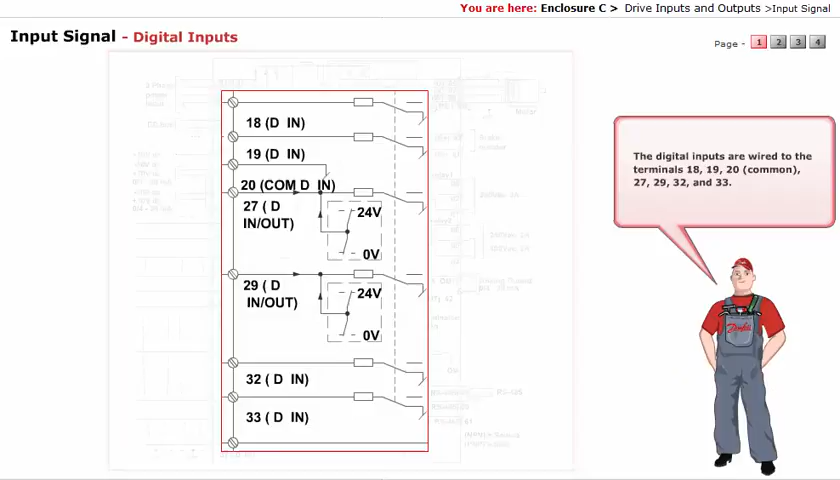 You are here: Enclosure C > Drive Inputs and Outputs >Input Signal
Input Signal - Digital Inputs
Page - 1 2 3 4
18 (D IN)
19 (D IN)
20 (COM D IN)
27 ( D
IN/OUT)
24V
0V
29 ( D
IN/OUT)
24V
0V
32 ( D IN)
33 ( D IN)
The digital inputs are wired to the
terminals 18, 19, 20 (common),
27, 29, 32, and 33.
Danfoss